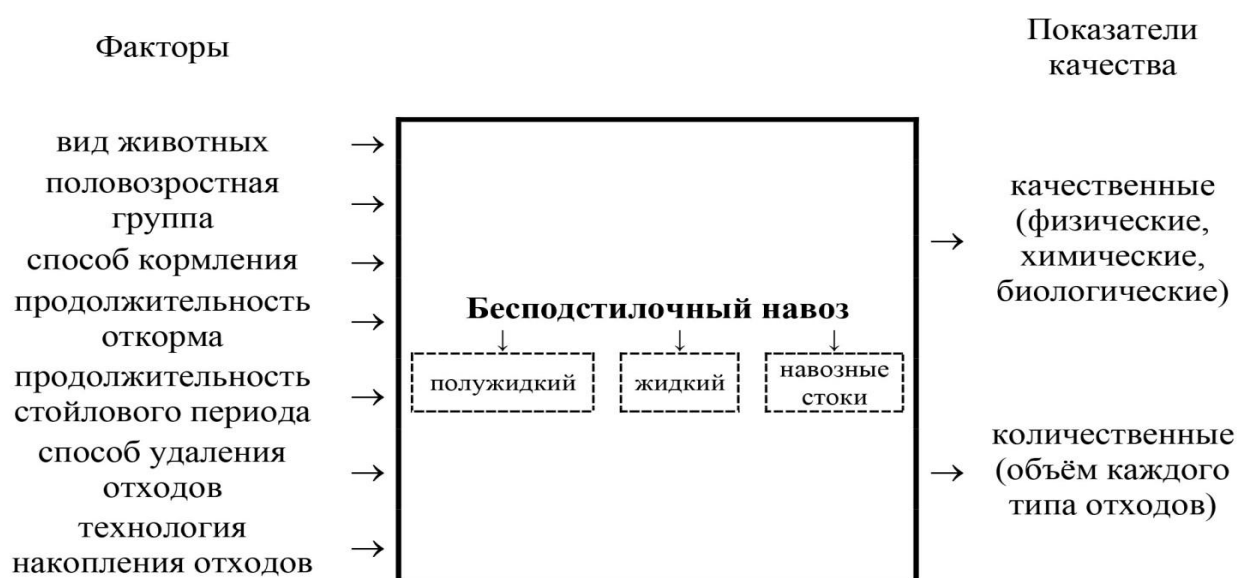 Факторы
Показатели
качества
вид животных →
половозростная
группа →
способ кормления →
продолжительность
откорма →
продолжительность
стойлового периода →
способ удаления
отходов →
технология
накопления отходов →
Бесподстилочный навоз
↓ ↓ ↓
полужидкий
жидкий
навозные
стоки
→ качественные
(физические,
химические,
биологические)
→ количественные
(объём каждого
типа отходов)